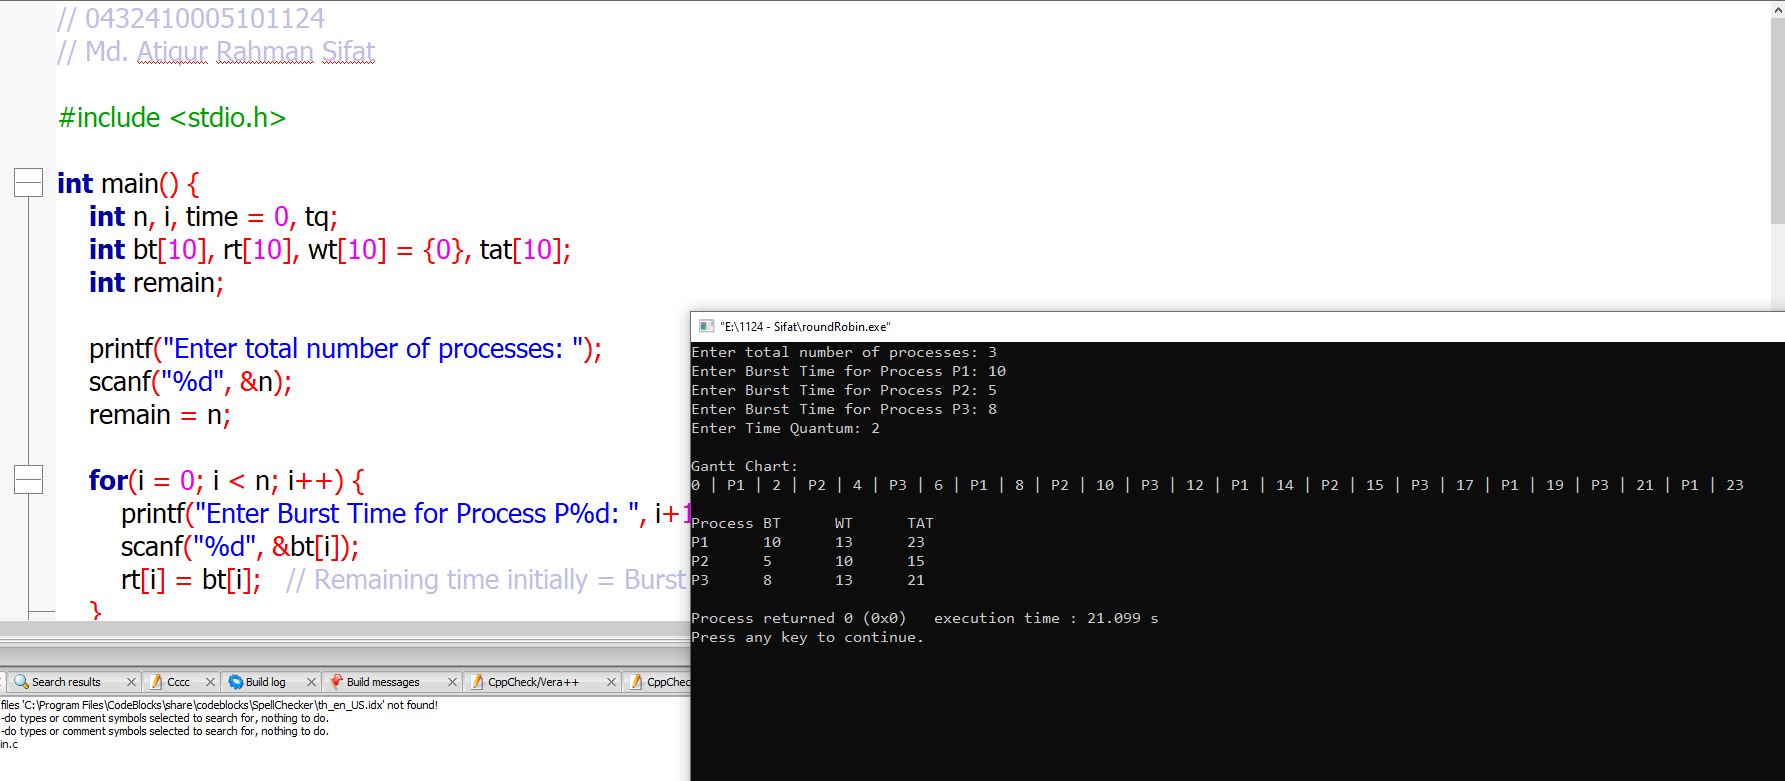 // 0432410005101124
// Md. Atiqur Rahman Sifat
#include <stdio.h>
int main() {
int n, i, time = 0, tq;
int bt[10], rt[10], wt[10] = {0}, tat[10];
int remain;
printf("Enter total number of processes: ");
scanf("%d", &n);
remain = n;
for(i = 0; i < n; i++) {
printf("Enter Burst Time for Process P%d: ", i+1
scanf("%d", &bt[i]);
rt[i] = bt[i];   // Remaining time initially = Burst
}
"E:\1124 - Sifat\roundRobin.exe"
Enter total number of processes: 3
Enter Burst Time for Process P1: 10
Enter Burst Time for Process P2: 5
Enter Burst Time for Process P3: 8
Enter Time Quantum: 2
Gantt Chart:
0 | P1 | 2 | P2 | 4 | P3 | 6 | P1 | 8 | P2 | 10 | P3 | 12 | P1 | 14 | P2 | 15 | P3 | 17 | P1 | 19 | P3 | 21 | P1 | 23
Process BT      WT      TAT
P1      10      13      23
P2      5       10      15
P3      8       13      21
Process returned 0 (0x0)   execution time : 21.099 s
Press any key to continue.
Search results Cccc Build log Build messages CppCheck/Vera++ CppChec
files 'C:\Program Files\CodeBlocks\share\codeblocks\SpellChecker\th_en_US.idx' not found!
-do types or comment symbols selected to search for, nothing to do.
-do types or comment symbols selected to search for, nothing to do.
in.c